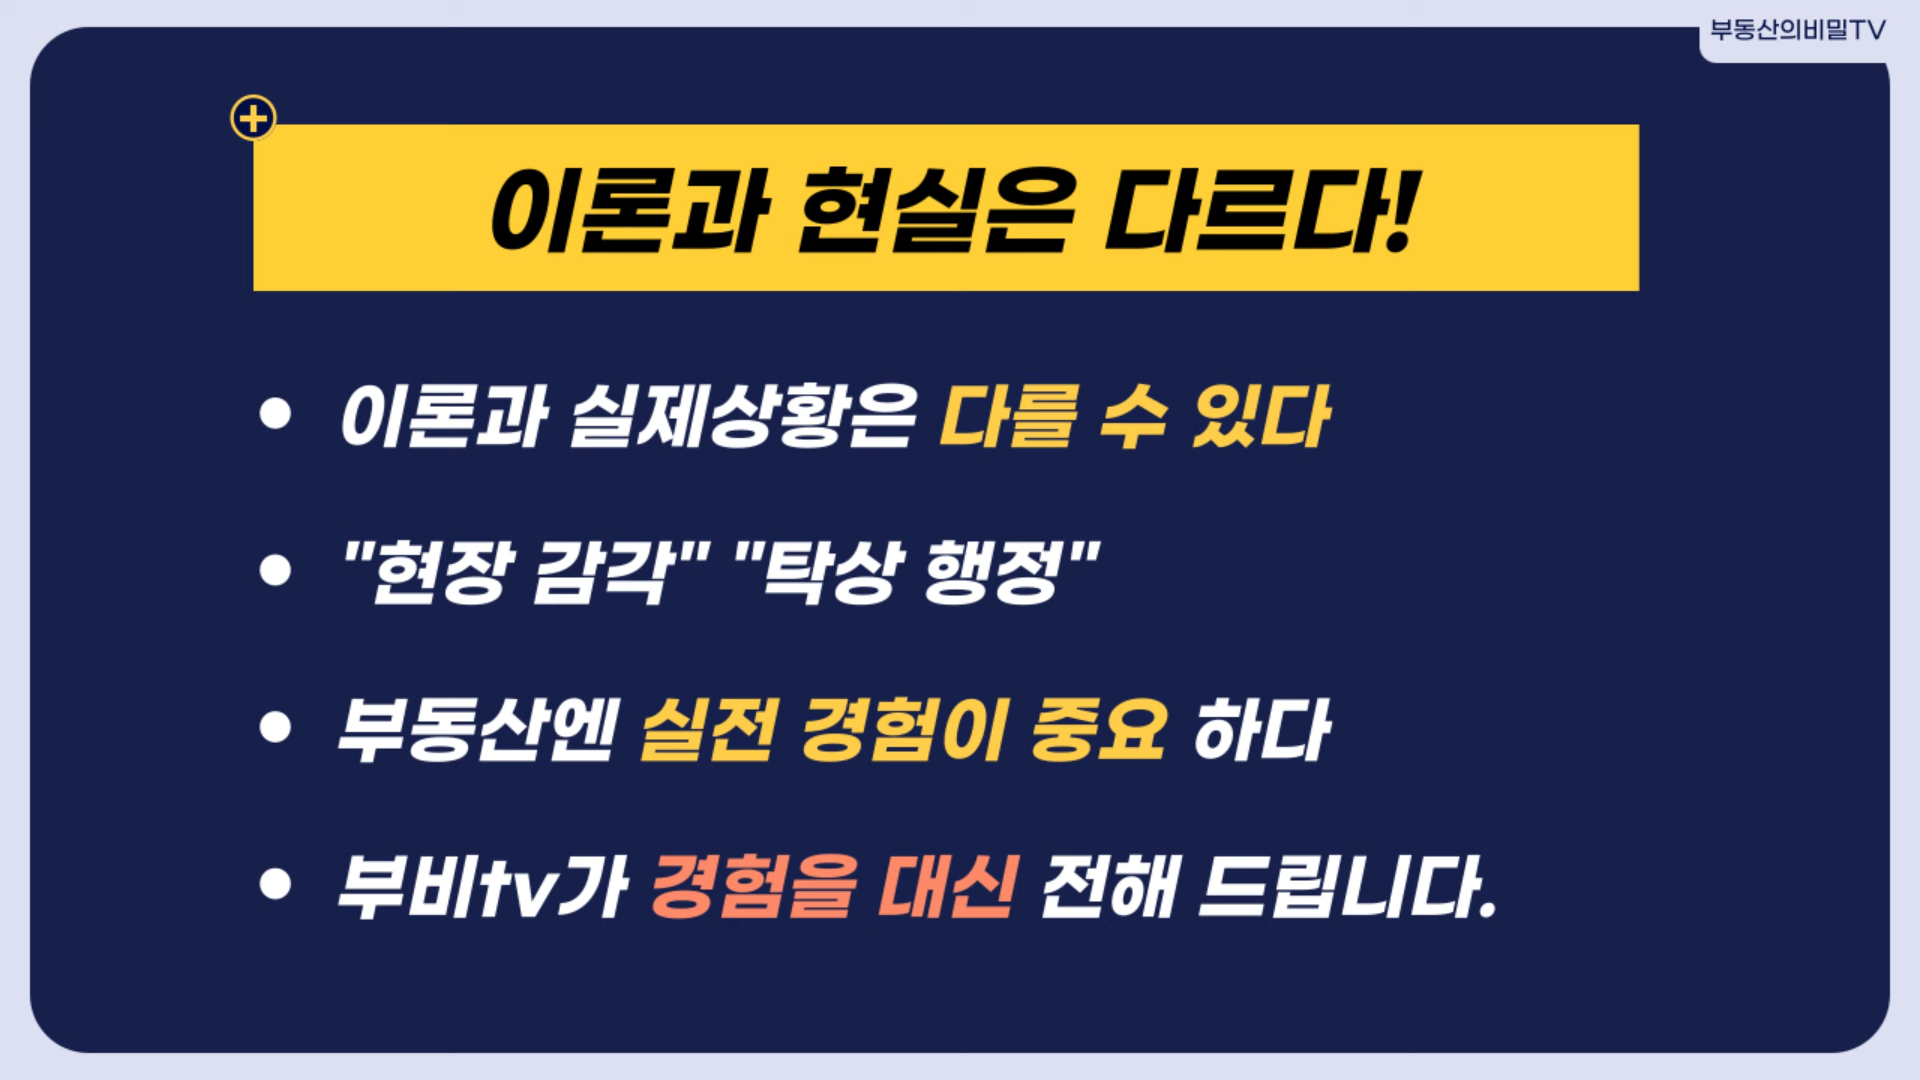 부동산의비밀TV
이론과 현실은 다르다!
이론과 실제상황은 다를 수 있다
"현장 감각" "탁상 행정"
부동산엔 실전 경험이 중요 하다
부비tv가 경험을 대신 전해 드립니다.